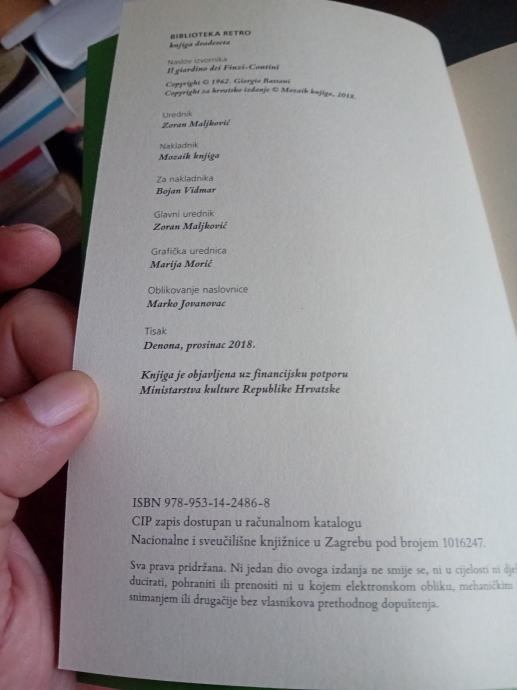 BIBLIOTEKA RETRO
knjiga dvadeseta
Naslov izvornika
Il giardino dei Finzi-Contini
Copyright © 1962. Giorgio Bassani
Copyright za hrvatsko izdanje © Mozaik knjiga, 2018.
Urednik
Zoran Maljković
Nakladnik
Mozaik knjiga
Za nakladnika
Bojan Vidmar
Glavni urednik
Zoran Maljković
Grafička urednica
Marija Morić
Oblikovanje naslovnice
Marko Jovanovac
Tisak
Denona, prosinac 2018.
Knjiga je objavljena uz financijsku potporu
Ministarstva kulture Republike Hrvatske
ISBN 978-953-14-2486-8
CIP zapis dostupan u računalnom katalogu
Nacionalne i sveučilišne knjižnice u Zagrebu pod brojem 1016247.
Sva prava pridržana. Ni jedan dio ovoga izdanja ne smije se, ni u cijelosti ni dje
ducirati, pohraniti ili prenositi ni u kojem elektronskom obliku, mehaničkim
snimanjem ili drugačije bez vlasnikova prethodnog dopuštenja.